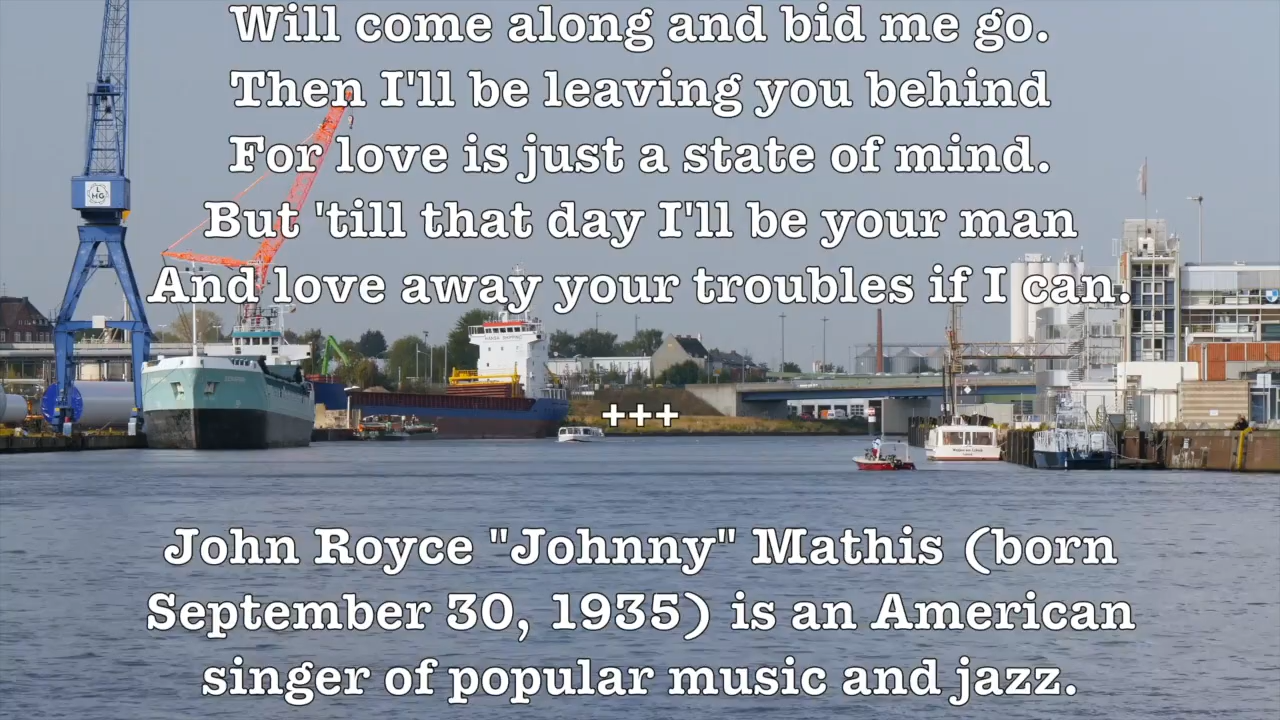 Will come along and bid me go.
Then I'll be leaving you behind
For love is just a state of mind.
But 'till that day I'll be your man
And love away your troubles if I can.
+++
John Royce "Johnny" Mathis (born
September 30, 1935) is an American
singer of popular music and jazz.